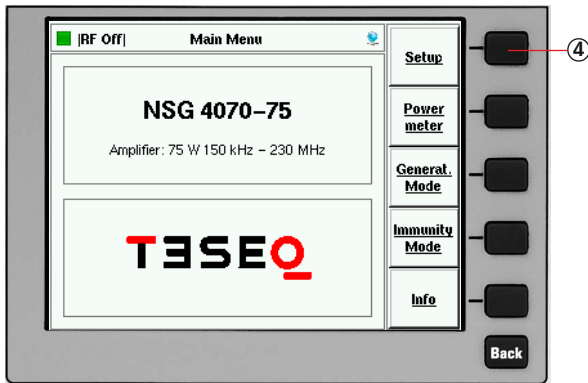 |RF Off| Main Menu
NSG 4070-75
Amplifier: 75 W 150 kHz - 230 MHz
TESEQ
Setup
Power
meter
Generat.
Mode
Immunity
Mode
Info
Back
4